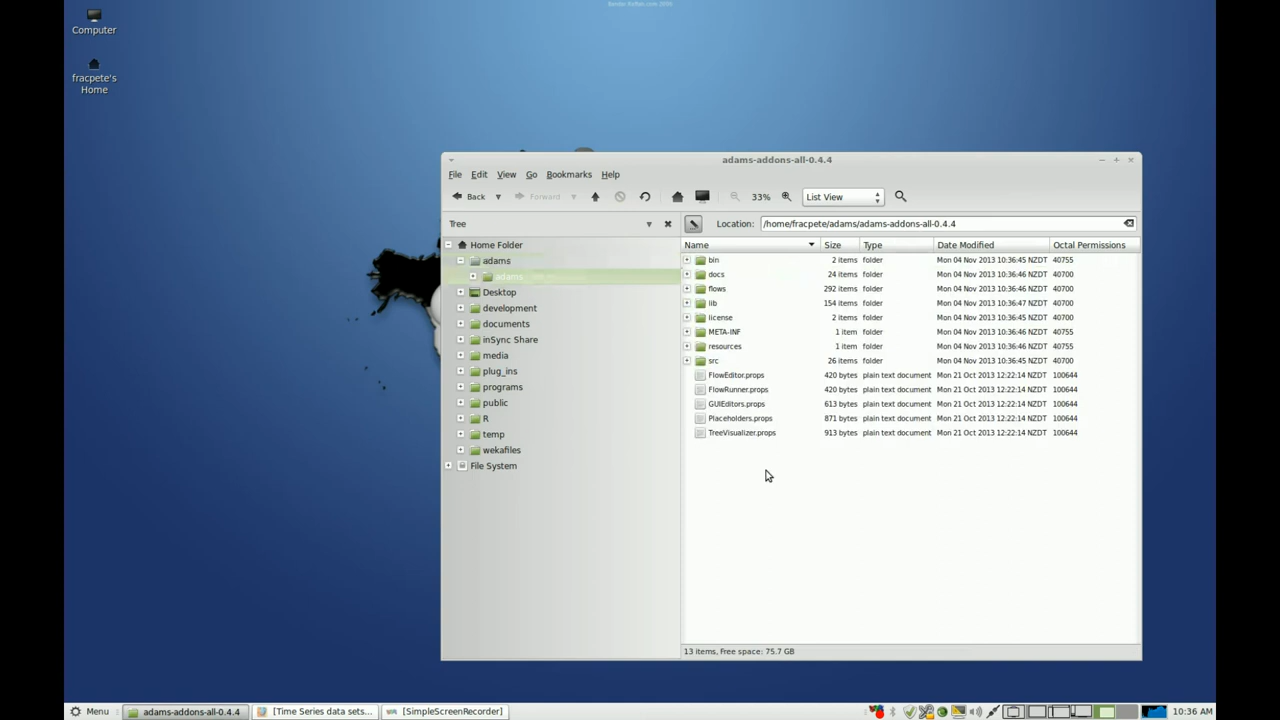 Computer
fracpete's
Home
adams-addons-all-0.4.4
File Edit View Go Bookmarks Help
Back Forward 33% List View
Tree
Location: /home/fracpete/adams/adams-addons-all-0.4.4
Home Folder
adams
adams
Desktop
development
documents
inSync Share
media
plug_ins
programs
public
R
temp
wekafiles
File System
Name Size Type Date Modified Octal Permissions
bin 2 items folder Mon 04 Nov 2013 10:36:45 NZDT 40755
docs 24 items folder Mon 04 Nov 2013 10:36:46 NZDT 40700
flows 292 items folder Mon 04 Nov 2013 10:36:45 NZDT 40700
lib 154 items folder Mon 04 Nov 2013 10:36:47 NZDT 40700
license 2 items folder Mon 04 Nov 2013 10:36:45 NZDT 40700
META-INF 1 item folder Mon 04 Nov 2013 10:36:46 NZDT 40755
resources 1 item folder Mon 04 Nov 2013 10:36:46 NZDT 40755
src 26 items folder Mon 04 Nov 2013 10:36:45 NZDT 40700
FlowEditor.props 420 bytes plain text document Mon 21 Oct 2013 12:22:14 NZDT 100644
FlowRunner.props 420 bytes plain text document Mon 21 Oct 2013 12:22:14 NZDT 100644
GUIEditors.props 613 bytes plain text document Mon 21 Oct 2013 12:22:14 NZDT 100644
Placeholders.props 871 bytes plain text document Mon 21 Oct 2013 12:22:14 NZDT 100644
TreeVisualizer.props 913 bytes plain text document Mon 21 Oct 2013 12:22:14 NZDT 100644
13 items, Free space: 75.7 GB
Menu adams-addons-all-0.4.4 [Time Series data sets... [SimpleScreenRecorder] 10:36 AM